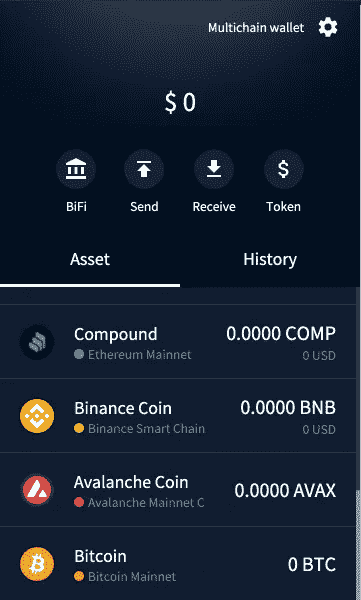 Multichain wallet
$ 0
BiFi Send Receive Token
Asset History
Compound 0.0000 COMP
Ethereum Mainnet 0 USD
Binance Coin 0.0000 BNB
Binance Smart Chain 0 USD
Avalanche Coin 0.0000 AVAX
Avalanche Mainnet C
Bitcoin 0 BTC
Bitcoin Mainnet